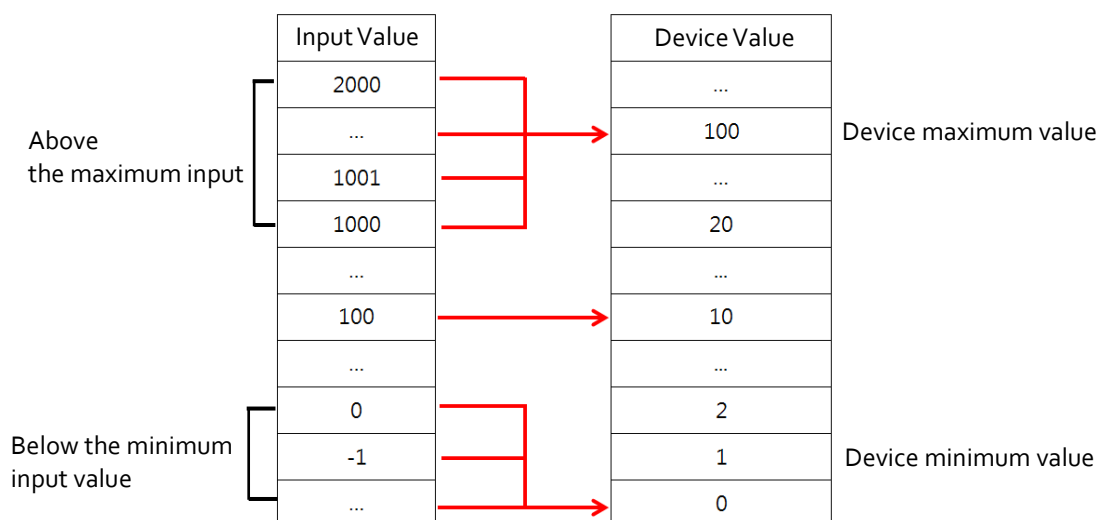 Input Value
Device Value
2000
...
...
100
Device maximum value
Above
the maximum input
1001
...
1000
20
...
...
100
10
...
...
0
2
Below the minimum
input value
-1
1
Device minimum value
...
0